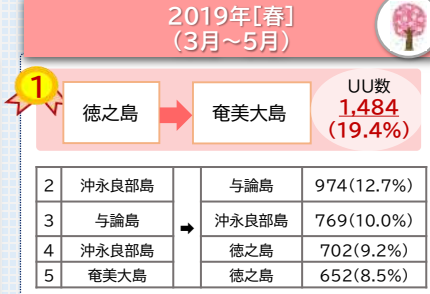 2019年[春]
(3月~5月)
1 徳之島 奄美大島 UU数 1,484 (19.4%)
2 沖永良部島 与論島 974(12.7%)
3 与論島 沖永良部島 769(10.0%)
4 沖永良部島 徳之島 702(9.2%)
5 奄美大島 徳之島 652(8.5%)